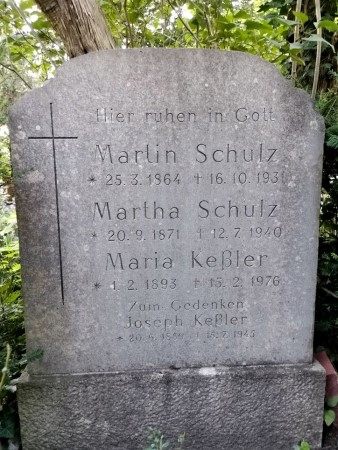 Hier ruhen in Gott
Martin Schulz
* 25.3.1864 † 16.10.1931
Martha Schulz
* 20.9.1871 † 12.7.1940
Maria Keßler
* 1.2.1893 † 15.2.1976
Zum Gedenken
Joseph Keßler